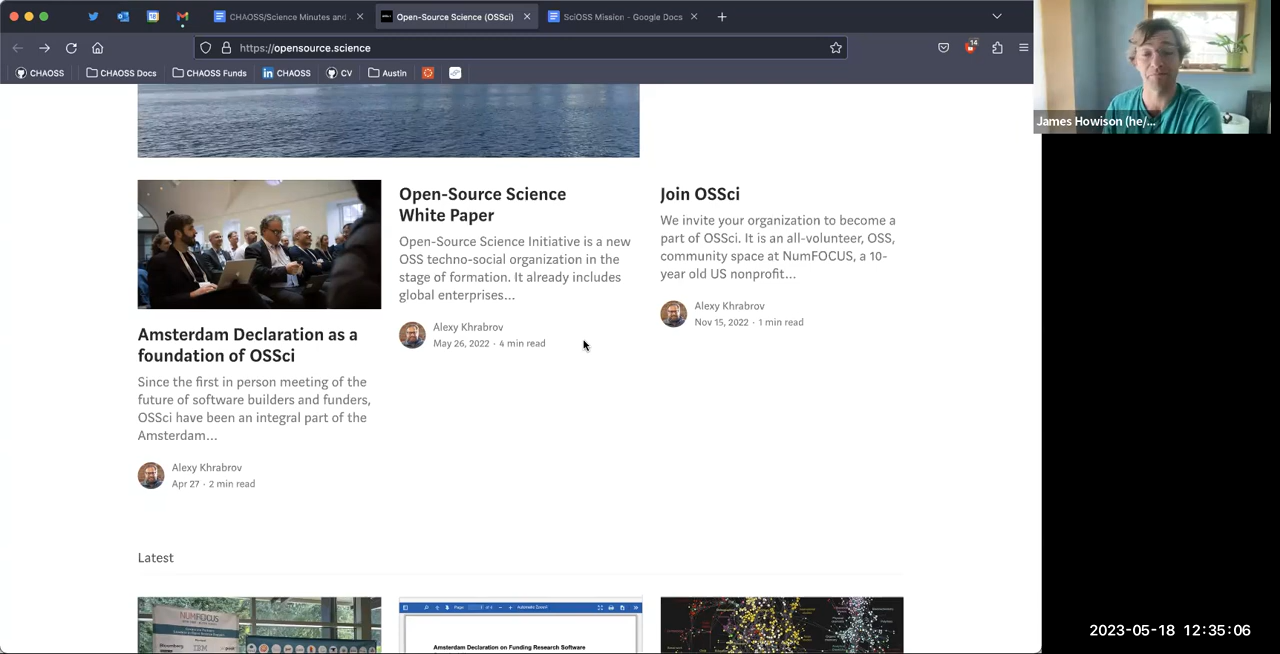 CHAOSS/Science Minutes and
Open-Source Science (OSSci)
SciOSS Mission - Google Docs
https://opensource.science
14
CHAOSS
CHAOSS Docs
CHAOSS Funds
CHAOSS
CV
Austin
James Howison (he/...
Amsterdam Declaration as a
foundation of OSSci
Since the first in person meeting of the
future of software builders and funders,
OSSci have been an integral part of the
Amsterdam...
Alexy Khrabrov
Apr 27 · 2 min read
Open-Source Science
White Paper
Open-Source Science Initiative is a new
OSS techno-social organization in the
stage of formation. It already includes
global enterprises...
Alexy Khrabrov
May 26, 2022 · 4 min read
Join OSSci
We invite your organization to become a
part of OSSci. It is an all-volunteer, OSS,
community space at NumFOCUS, a 10-
year old US nonprofit...
Alexy Khrabrov
Nov 15, 2022 · 1 min read
Latest
NUMFOCUS
Bloomberg
IBM
Page
Automatic Zoom
Amsterdam Declaration on Funding Research Software
2023-05-18 12:35:06